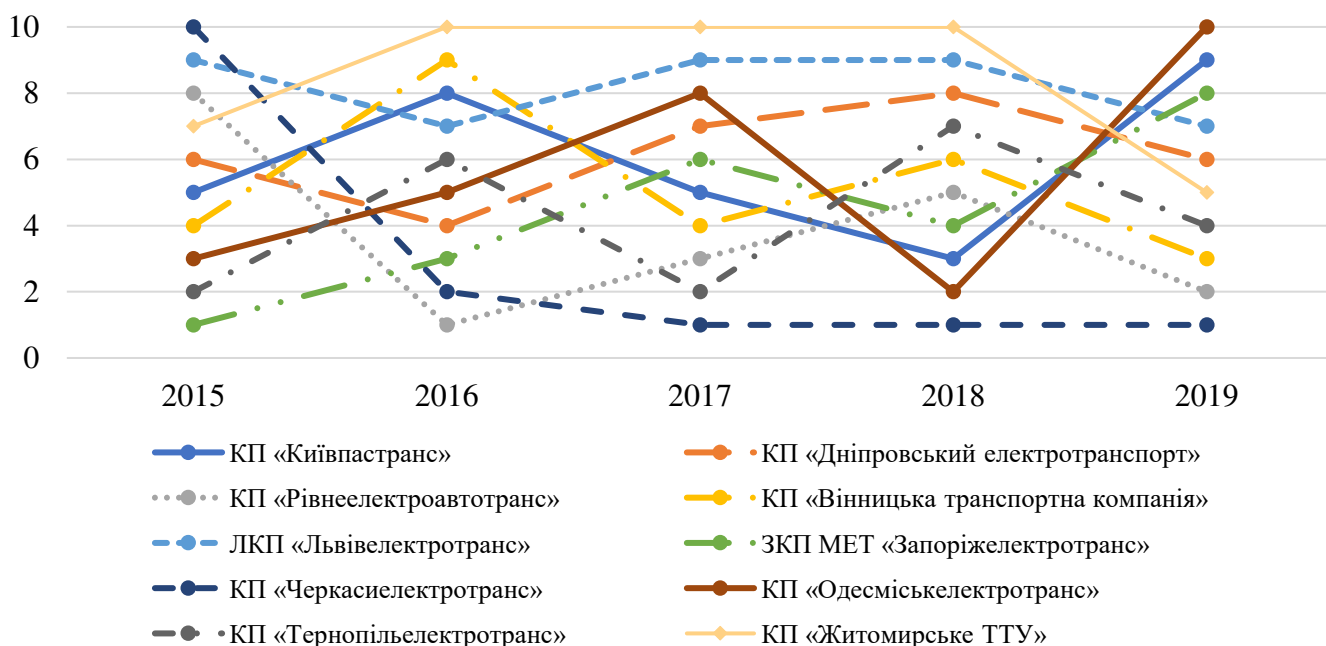 10
8
6
4
2
0
2015 2016 2017 2018 2019
КП «Київпастранс» КП «Дніпровський електротранспорт»
КП «Рівнеелектроавтотранс» КП «Вінницька транспортна компанія»
ЛКП «Львівелектротранс» ЗКП МЕТ «Запоріжелектротранс»
КП «Черкасиелектротранс» КП «Одесміськелектротранс»
КП «Тернопільелектротранс» КП «Житомирське ТТУ»